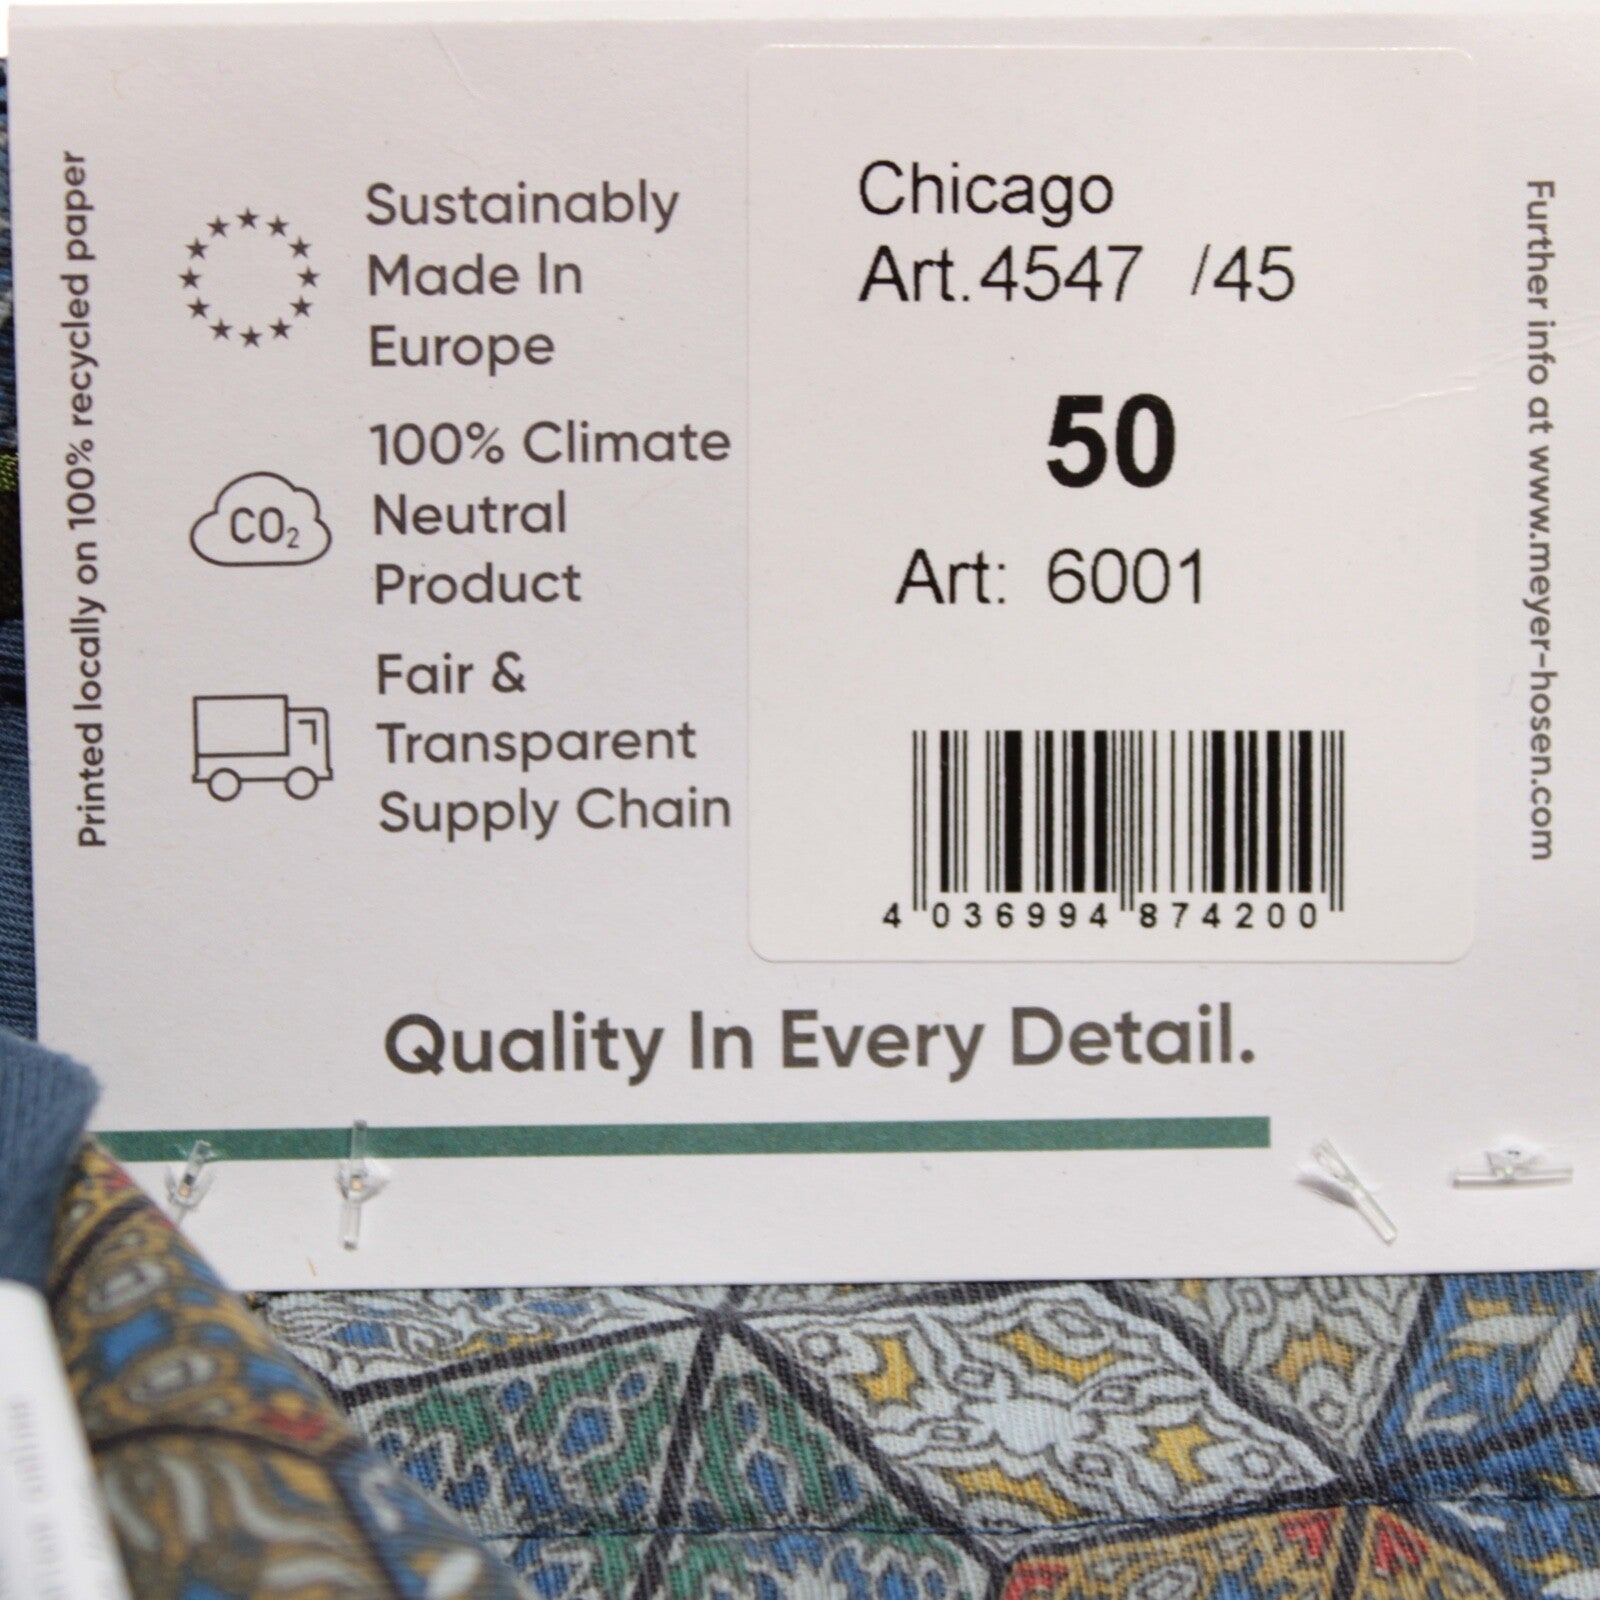 Printed locally on 100% recycled paper
Sustainably
Made In
Europe
CO₂
100% Climate
Neutral
Product
Fair &
Transparent
Supply Chain
Chicago
Art.4547 /45
50
Art: 6001
4 036994 874200
Further info at www.meyer-hosen.com
Quality In Every Detail.